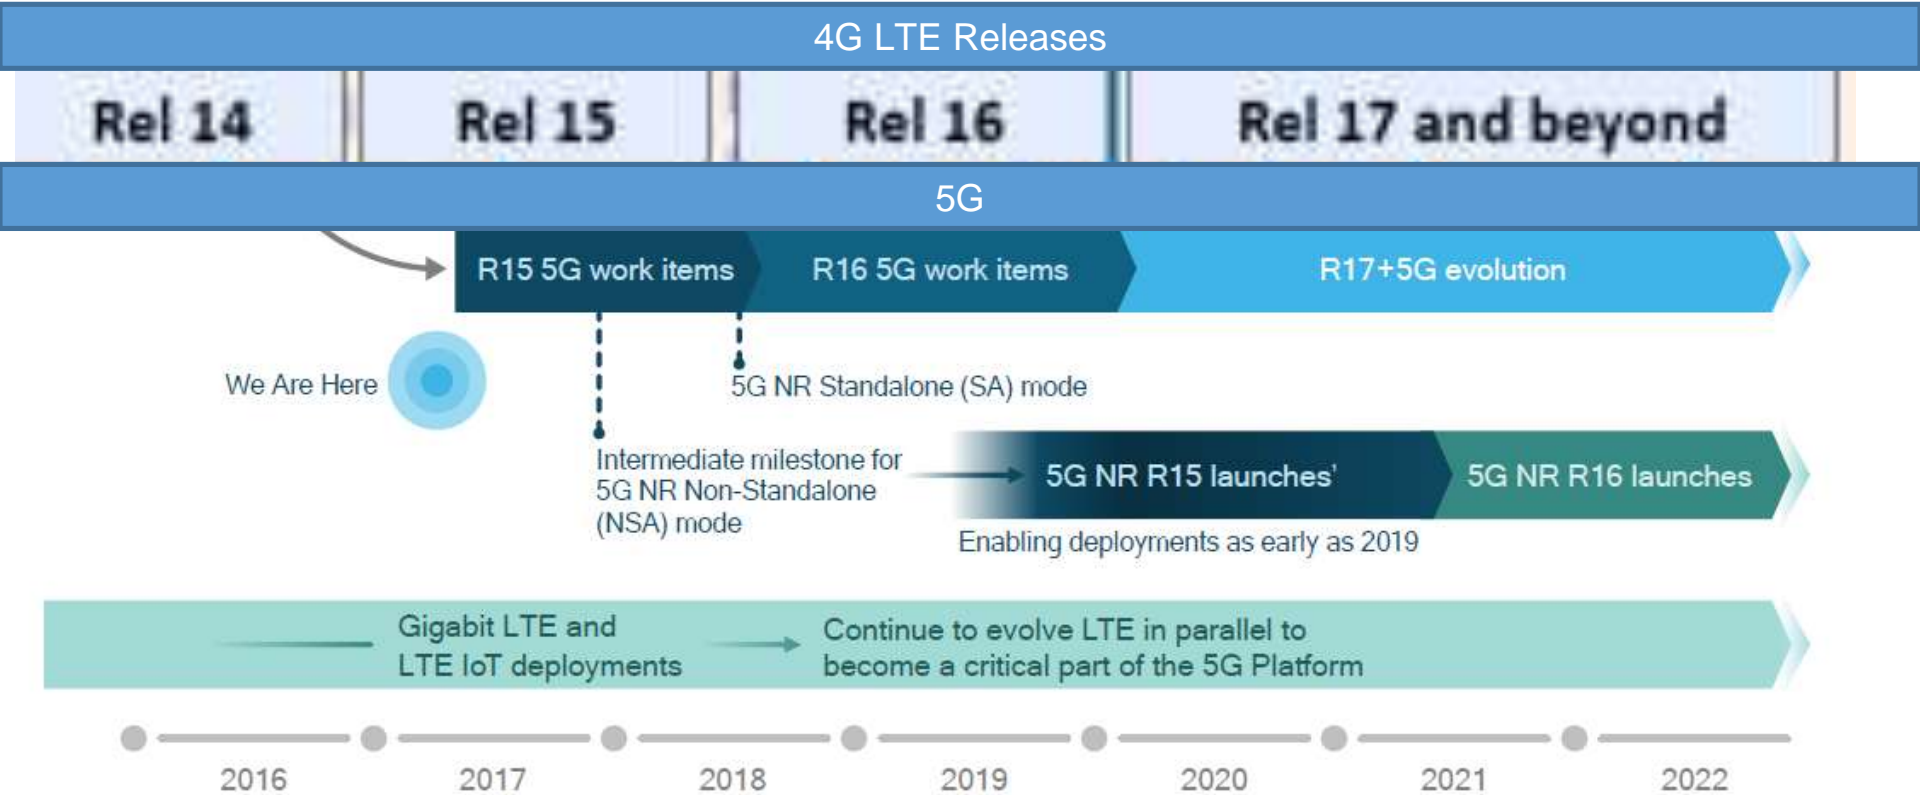 4G LTE Releases
Rel 14 Rel 15 Rel 16 Rel 17 and beyond
5G
R15 5G work items R16 5G work items R17+5G evolution
We Are Here
5G NR Standalone (SA) mode
Intermediate milestone for
5G NR Non-Standalone
(NSA) mode
5G NR R15 launches' 5G NR R16 launches
Enabling deployments as early as 2019
Gigabit LTE and
LTE IoT deployments
Continue to evolve LTE in parallel to
become a critical part of the 5G Platform
2016 2017 2018 2019 2020 2021 2022